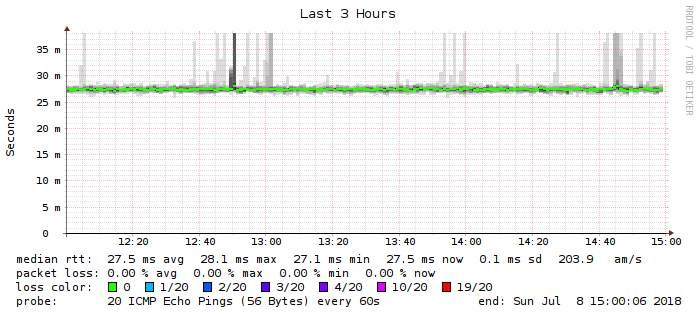 Last 3 Hours
RRDTOOL / TOBI OETIKER
Seconds
35 m
30 m
25 m
20 m
15 m
10 m
5 m
0
12:20 12:40 13:00 13:20 13:40 14:00 14:20 14:40 15:00
median rtt: 27.5 ms avg 28.1 ms max 27.1 ms min 27.5 ms now 0.1 ms sd 203.9 am/s
packet loss: 0.00 % avg 0.00 % max 0.00 % min 0.00 % now
loss color: 0 1/20 2/20 3/20 4/20 10/20 19/20
probe: 20 ICMP Echo Pings (56 Bytes) every 60s end: Sun Jul 8 15:00:06 2018